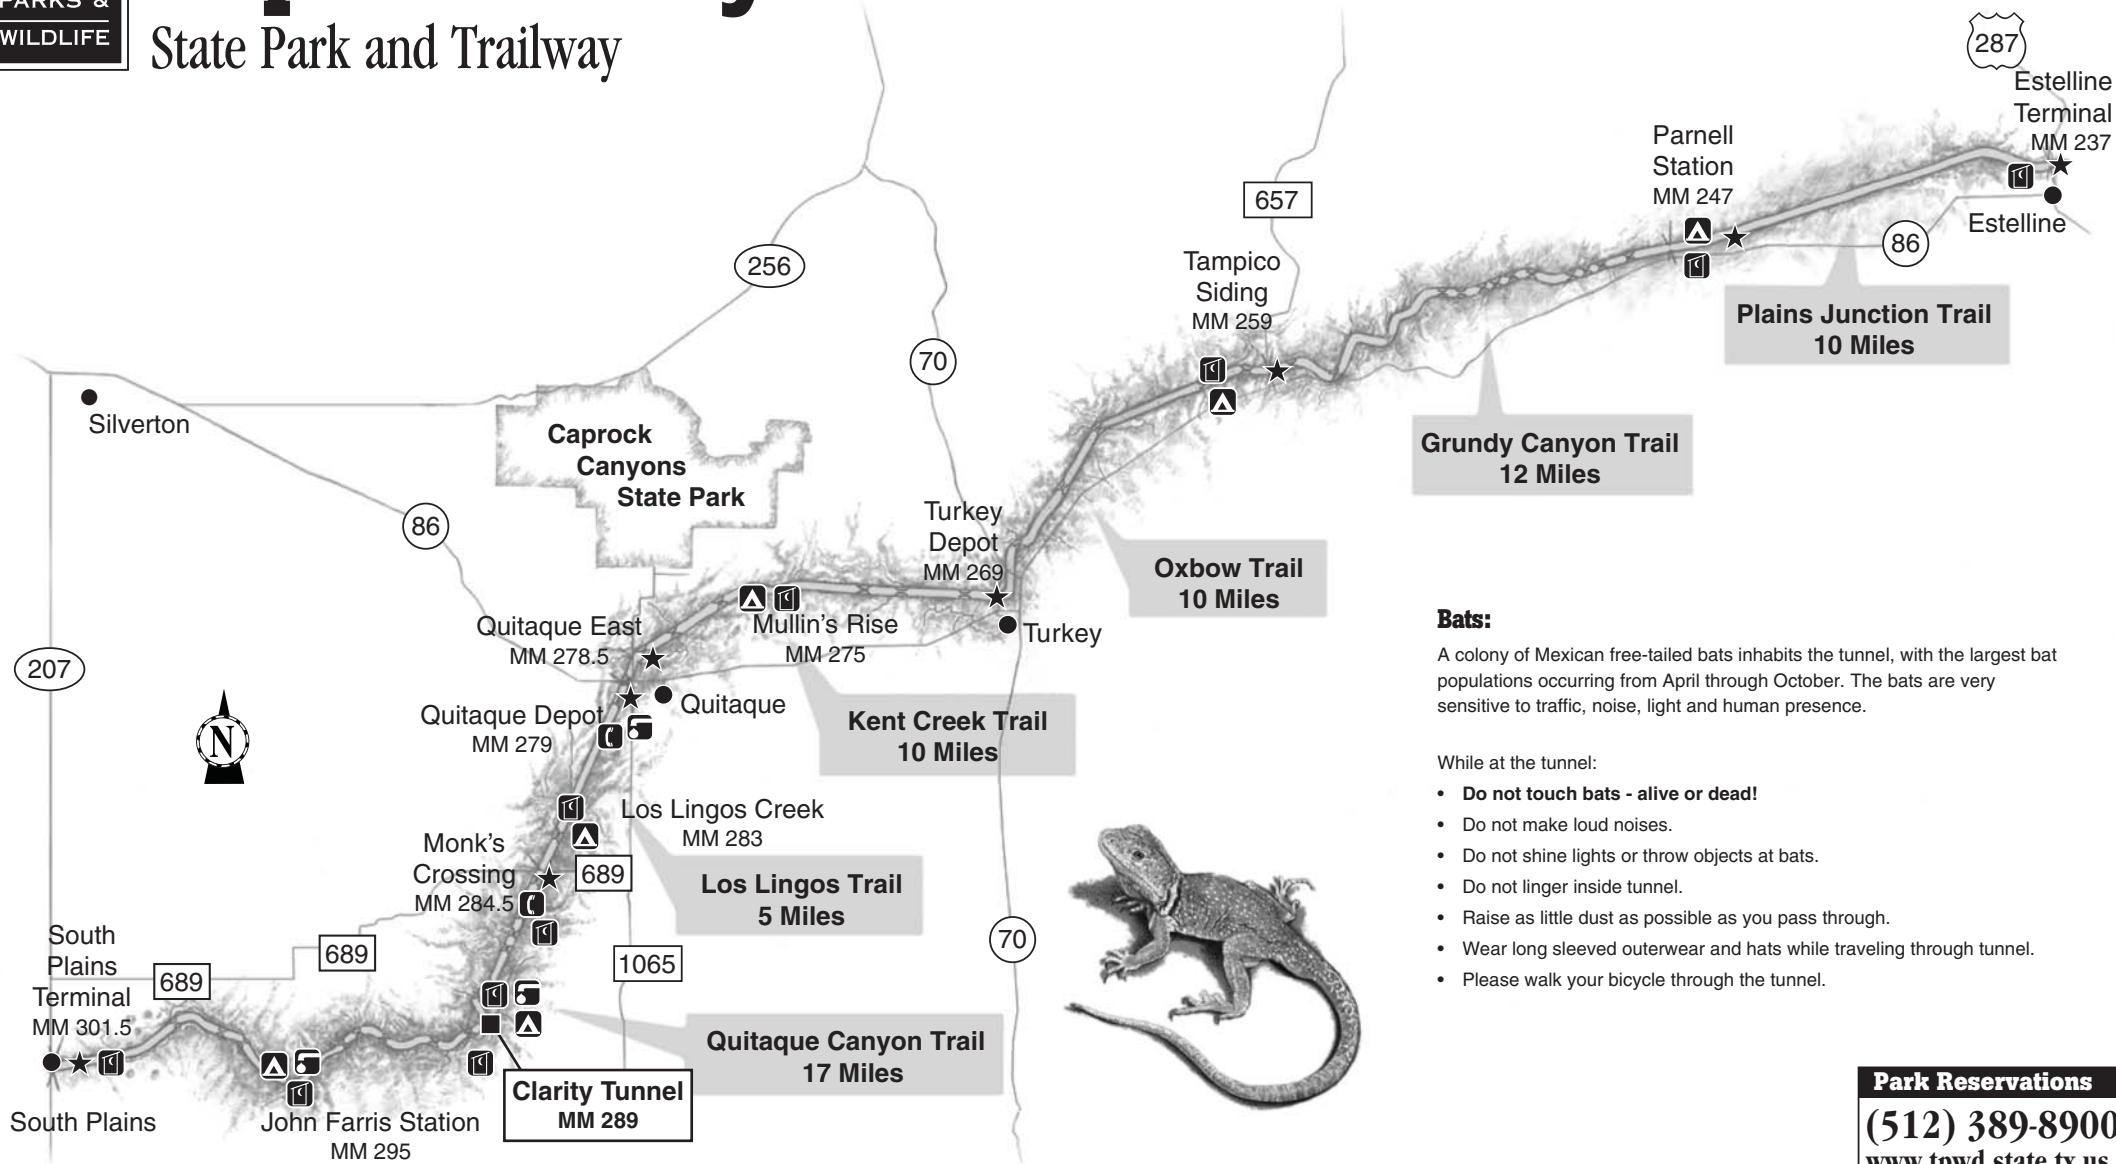 PARKS &
WILDLIFE
State Park and Trailway
287
Estelline
Terminal
MM 237
Estelline
86
Parnell
Station
MM 247
Plains Junction Trail
10 Miles
657
Tampico
Siding
MM 259
Grundy Canyon Trail
12 Miles
256
70
Silverton
Caprock
Canyons
State Park
86
Turkey
Depot
MM 269
Turkey
Oxbow Trail
10 Miles
Quitaque East
MM 278.5
Mullin's Rise
MM 275
207
N
Quitaque Depot
MM 279
Quitaque
Kent Creek Trail
10 Miles
Los Lingos Creek
MM 283
Monk's
Crossing
MM 284.5
689
Los Lingos Trail
5 Miles
70
1065
South
Plains
Terminal
MM 301.5
689
689
Quitaque Canyon Trail
17 Miles
Clarity Tunnel
MM 289
South Plains
John Farris Station
MM 295
Bats:
A colony of Mexican free-tailed bats inhabits the tunnel, with the largest bat
populations occurring from April through October. The bats are very
sensitive to traffic, noise, light and human presence.
While at the tunnel:
• Do not touch bats - alive or dead!
• Do not make loud noises.
• Do not shine lights or throw objects at bats.
• Do not linger inside tunnel.
• Raise as little dust as possible as you pass through.
• Wear long sleeved outerwear and hats while traveling through tunnel.
• Please walk your bicycle through the tunnel.
Park Reservations
(512) 389-8900
www.tpwd.state.tx.us